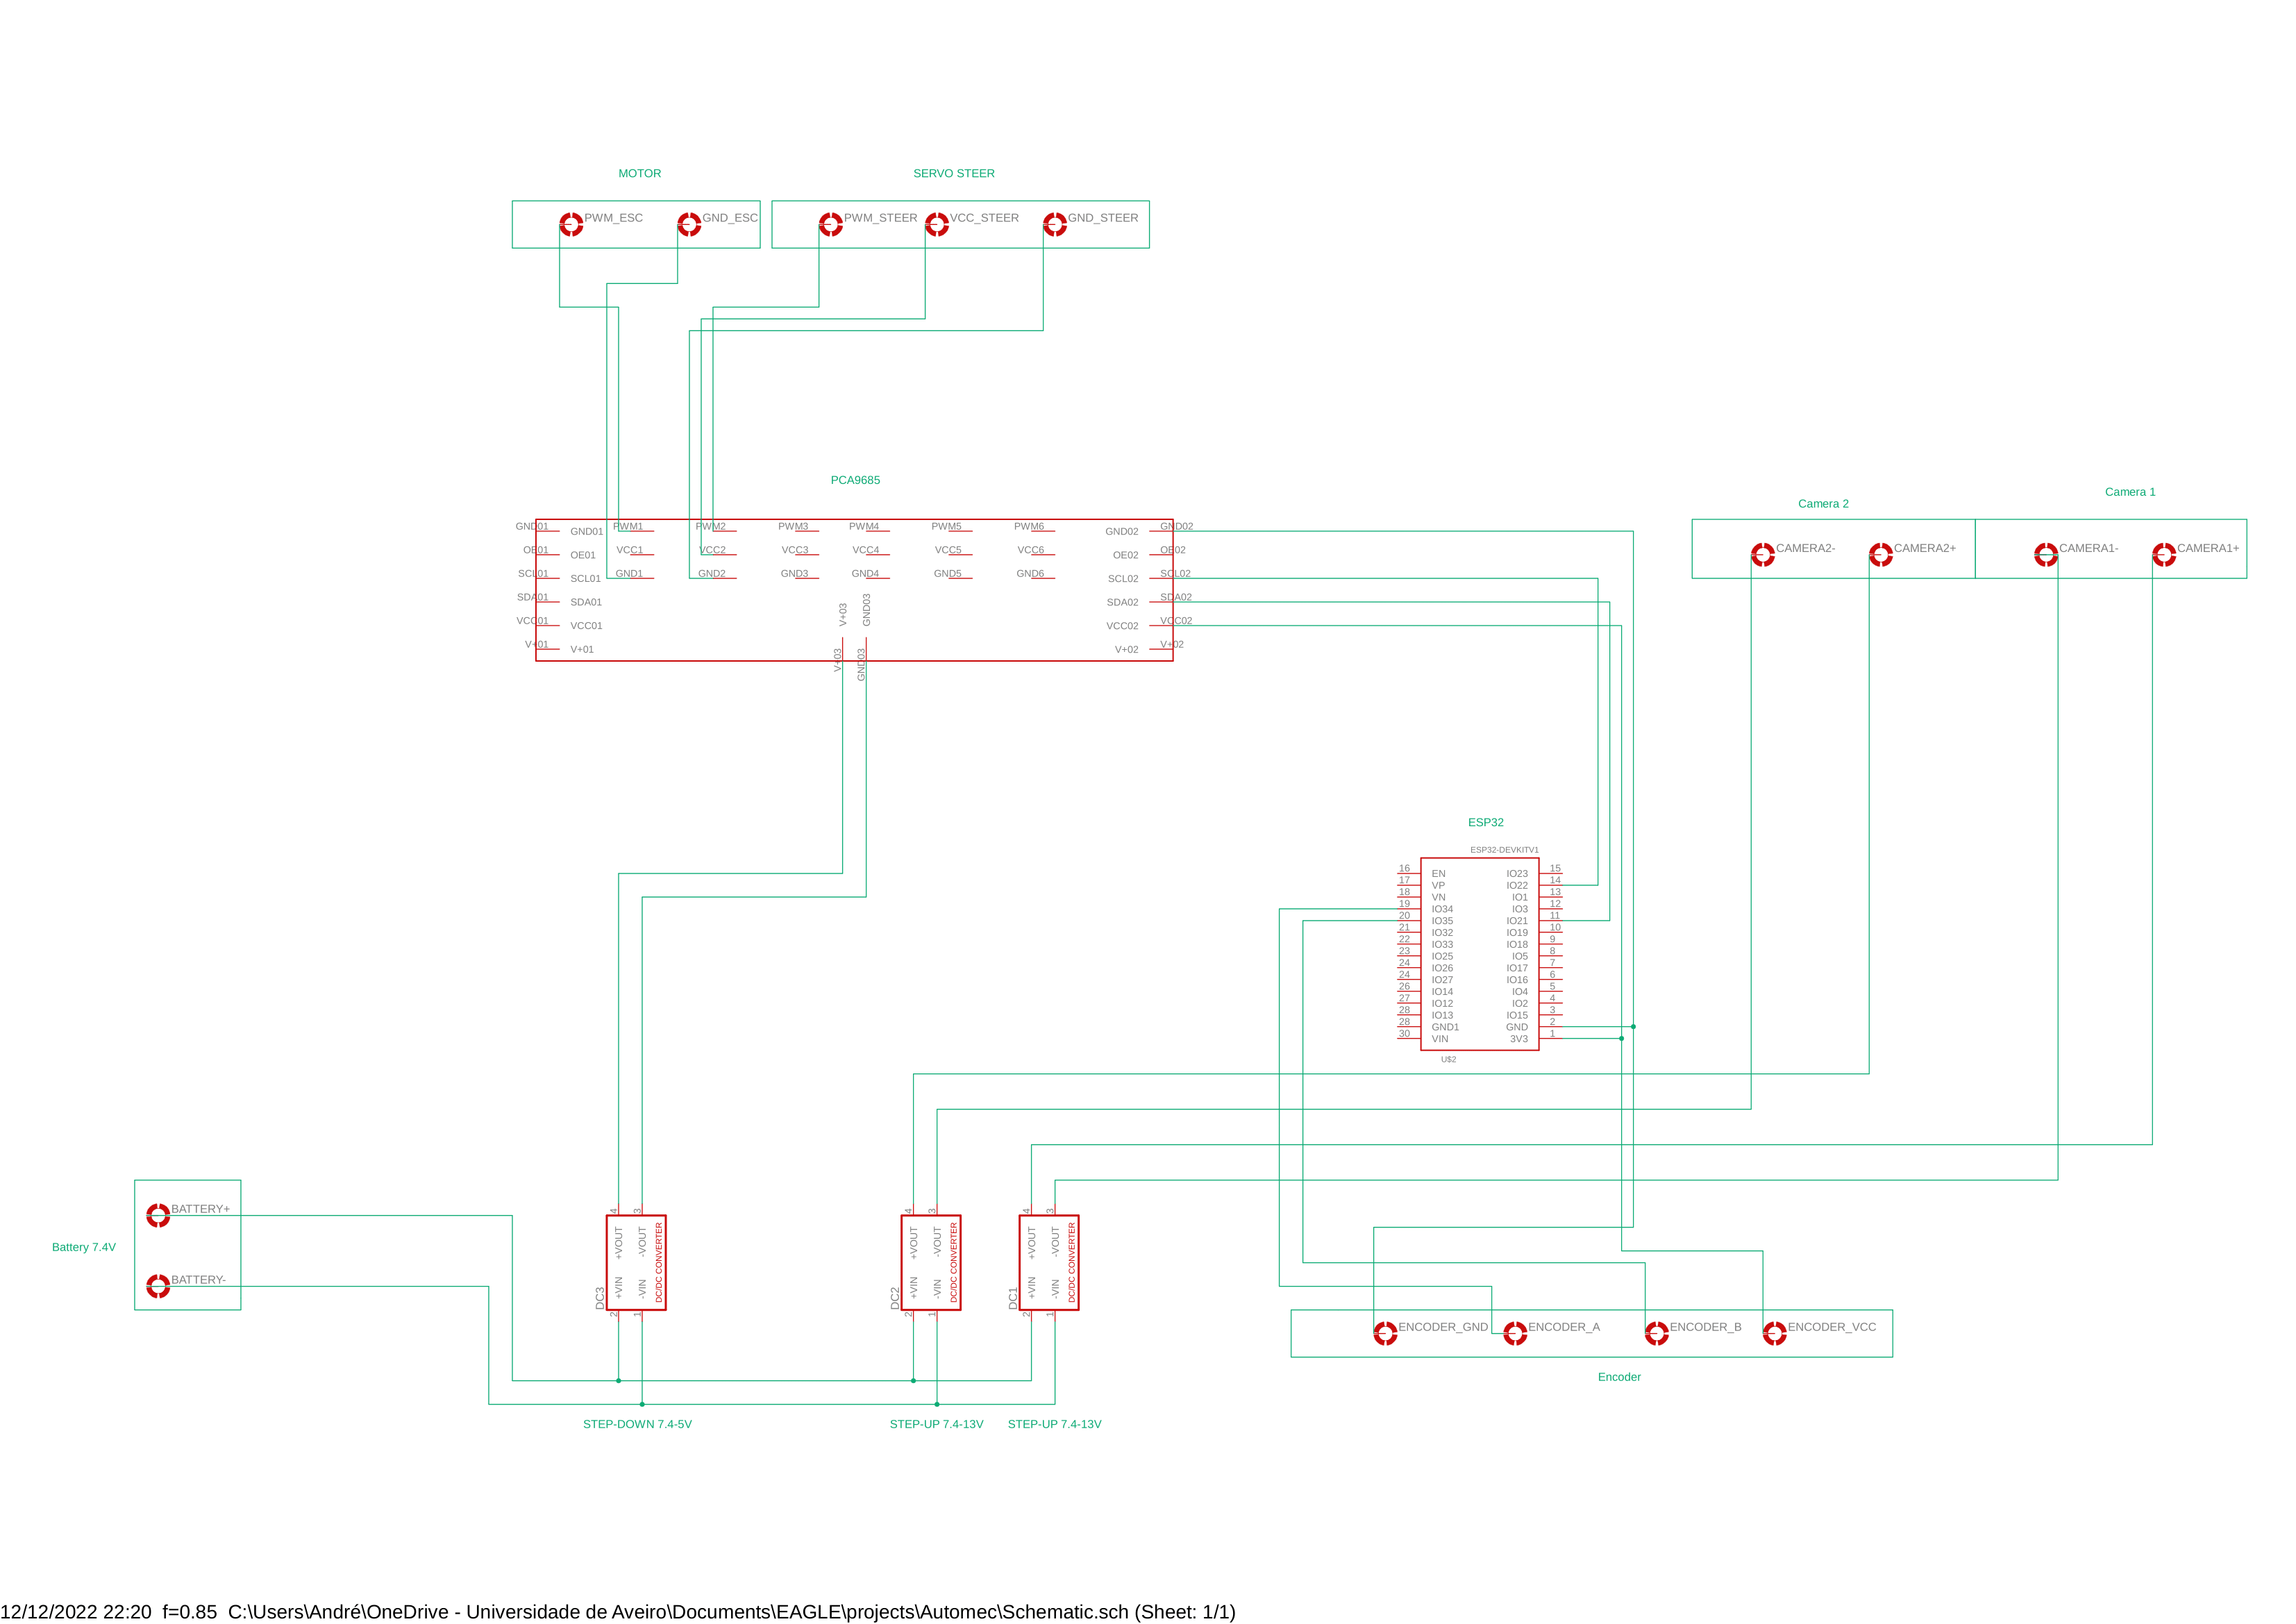 MOTOR
SERVO STEER
PWM_ESC
GND_ESC
PWM_STEER
VCC_STEER
GND_STEER
PCA9685
GND01
OE01
SCL01
SDA01
VCC01
V+01
GND01
OE01
SCL01
SDA01
VCC01
V+01
PWM1
VCC1
GND1
PWM2
VCC2
GND2
PWM3
VCC3
GND3
PWM4
VCC4
GND4
PWM5
VCC5
GND5
PWM6
VCC6
GND6
V+03
GND03
V+03
GND03
GND02
OE02
SCL02
SDA02
VCC02
V+02
GND02
OE02
SCL02
SDA02
VCC02
V+02
Camera 2
Camera 1
CAMERA2-
CAMERA2+
CAMERA1-
CAMERA1+
ESP32
ESP32-DEVKITV1
16 EN IO23 15
17 VP IO22 14
18 VN IO1 13
19 IO34 IO3 12
20 IO35 IO21 11
21 IO32 IO19 10
22 IO33 IO18 9
23 IO25 IO5 8
24 IO26 IO17 7
24 IO27 IO16 6
26 IO14 IO4 5
27 IO12 IO2 4
28 IO13 IO15 3
28 GND1 GND 2
30 VIN 3V3 1
U$2
Battery 7.4V
BATTERY+
BATTERY-
DC3
4 +VOUT
3 -VOUT
2 +VIN
1 -VIN
DC/DC CONVERTER
STEP-DOWN 7.4-5V
DC2
4 +VOUT
3 -VOUT
2 +VIN
1 -VIN
DC/DC CONVERTER
STEP-UP 7.4-13V
DC1
4 +VOUT
3 -VOUT
2 +VIN
1 -VIN
DC/DC CONVERTER
STEP-UP 7.4-13V
ENCODER_GND
ENCODER_A
ENCODER_B
ENCODER_VCC
Encoder
12/12/2022 22:20 f=0.85 C:\Users\André\OneDrive - Universidade de Aveiro\Documents\EAGLE\projects\Automec\Schematic.sch (Sheet: 1/1)